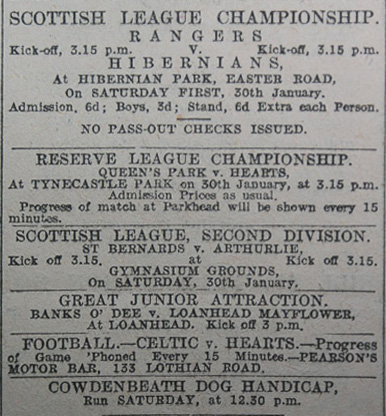 SCOTTISH LEAGUE CHAMPIONSHIP.
RANGERS
Kick-off, 3.15 p.m. V. Kick-off, 3.15 p.m.
HIBERNIANS,
At HIBERNIAN PARK, EASTER ROAD,
On SATURDAY FIRST, 30th January.
Admission, 6d; Boys, 3d; Stand, 6d Extra each Person.
NO PASS-OUT CHECKS ISSUED.
RESERVE LEAGUE CHAMPIONSHIP.
QUEEN'S PARK v. HEARTS,
At TYNECASTLE PARK on 30th January, at 3.15 p.m.
Admission Prices as usual.
Progress of match at Parkhead will be shown every 15
minutes.
SCOTTISH LEAGUE, SECOND DIVISION.
ST BERNARDS v. ARTHURLIE,
Kick off 3.15. at Kick off 3.15.
GYMNASIUM GROUNDS,
On SATURDAY, 30th January.
GREAT JUNIOR ATTRACTION.
BANKS O' DEE v. LOANHEAD MAYFLOWER,
At LOANHEAD. Kick off 3 p.m.
FOOTBALL.—CELTIC v. HEARTS.—Progress
of Game 'Phoned Every 15 Minutes.—PEARSON'S
MOTOR BAR, 133 LOTHIAN ROAD.
COWDENBEATH DOG HANDICAP,
Run SATURDAY, at 12.30 p.m.